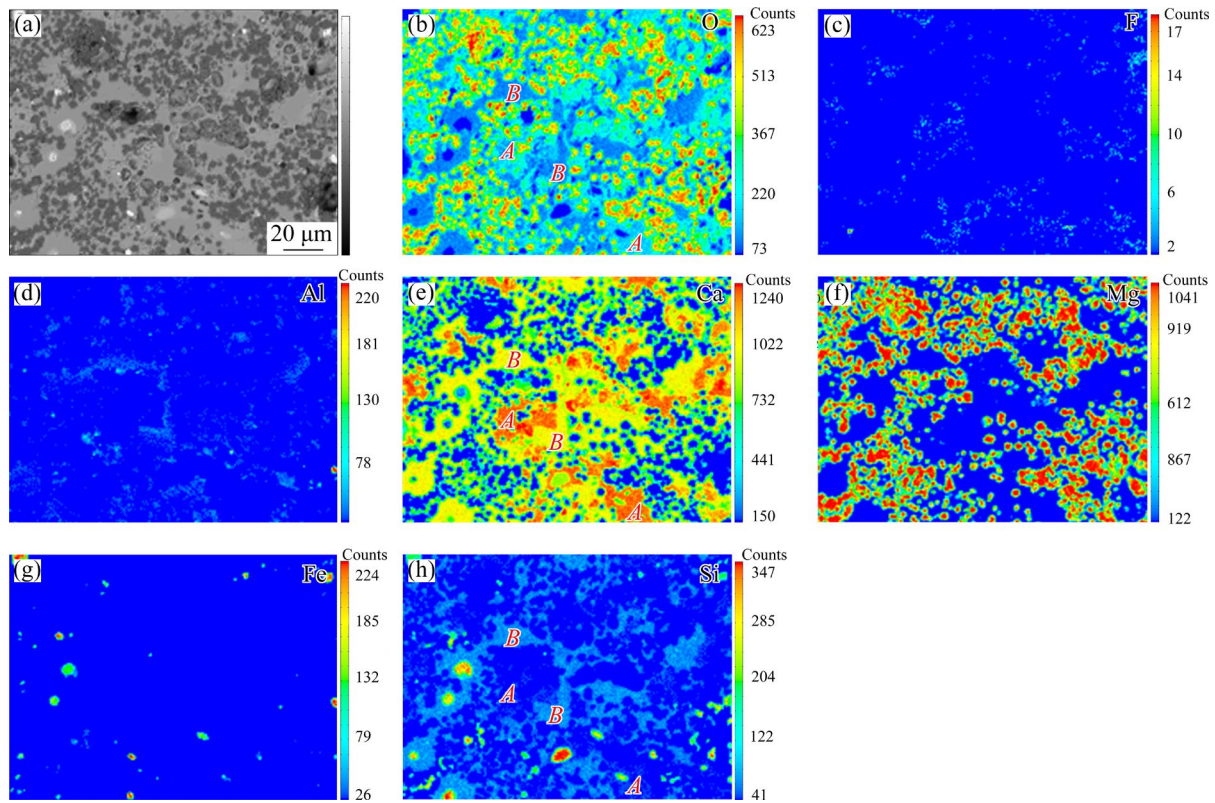 (a)
20 μm
(b)
O
B
A
B
A
Counts
623
513
367
220
73
(c)
F
Counts
17
14
10
6
2
(d)
Al
Counts
220
181
130
78
(e)
Ca
B
A
B
A
Counts
1240
1022
732
441
150
(f)
Mg
Counts
1041
919
612
867
122
(g)
Fe
Counts
224
185
132
79
26
(h)
Si
B
A
B
A
Counts
347
285
204
122
41